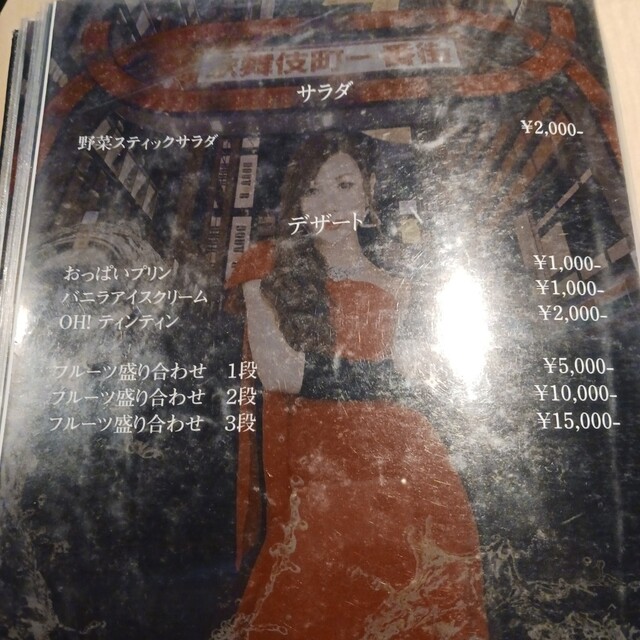 歌舞伎町一番街
サラダ
野菜スティックサラダ ¥2,000-
デザート
おっぱいプリン ¥1,000-
バニラアイスクリーム ¥1,000-
OH! ティンティン ¥2,000-
フルーツ盛り合わせ 1段 ¥5,000-
フルーツ盛り合わせ 2段 ¥10,000-
フルーツ盛り合わせ 3段 ¥15,000-